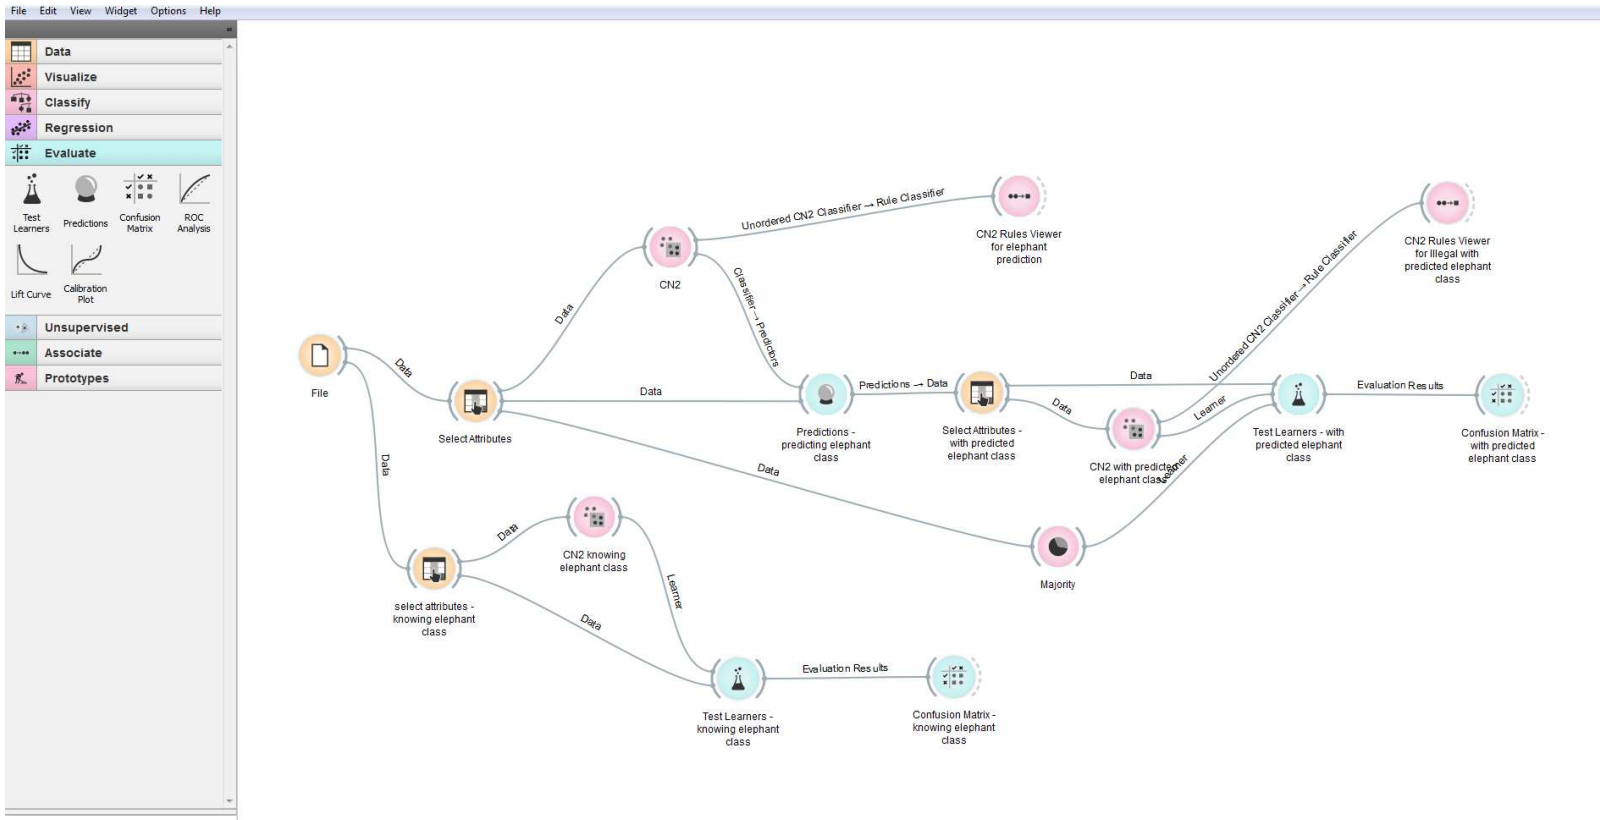 File Edit View Widget Options Help
Data
Visualize
Classify
Regression
Evaluate
Test
Learners
Predictions
Confusion
Matrix
ROC
Analysis
Lift Curve
Calibration
Plot
Unsupervised
Associate
Prototypes
File
Data
Data
Select Attributes
Data
Data
Data
CN2
Unordered CN2 Classifier → Rule Classifier
CN2 Rules Viewer
for elephant
prediction
Classifier → Predictors
Predictions -
predicting elephant
class
Predictions → Data
Select Attributes -
with predicted
elephant class
Data
Data
CN2 with predicted
elephant class
Unordered CN2 Classifier → Rule Classifier
CN2 Rules Viewer
for Illegal with
predicted elephant
class
Learner
Learner
Test Learners - with
predicted elephant
class
Evaluation Results
Confusion Matrix -
with predicted
elephant class
Majority
select attributes -
knowing elephant
class
Data
Data
CN2 knowing
elephant class
Learner
Test Learners -
knowing elephant
class
Evaluation Results
Confusion Matrix -
knowing elephant
class